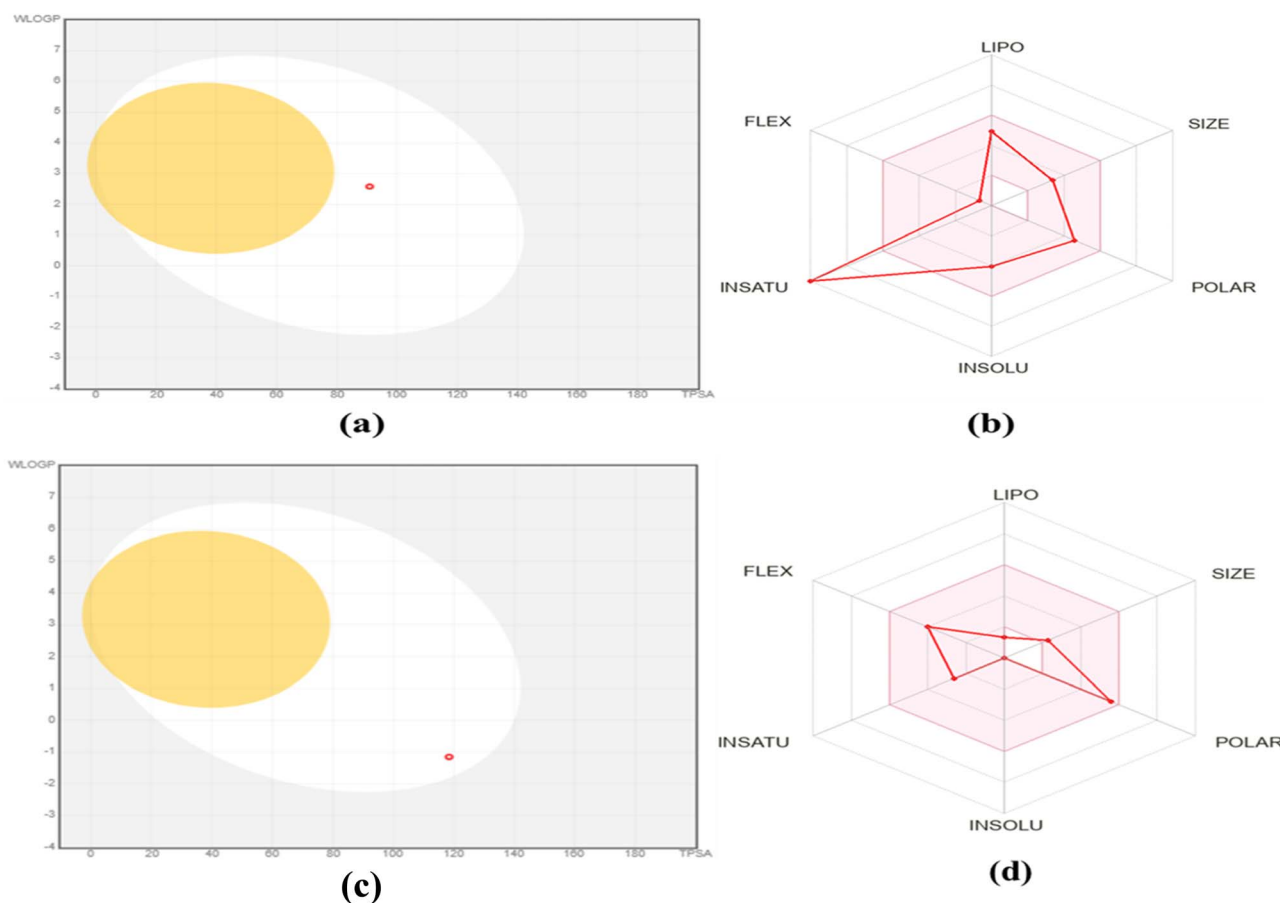 WLOGP
7
6
5
4
3
2
1
0
-1
-2
-3
-4
0 20 40 60 80 100 120 140 160 180 TPSA
(a)
LIPO
FLEX SIZE
INSATU POLAR
INSOLU
(b)
WLOGP
7
6
5
4
3
2
1
0
-1
-2
-3
-4
0 20 40 60 80 100 120 140 160 180 TPSA
(c)
LIPO
FLEX SIZE
INSATU POLAR
INSOLU
(d)